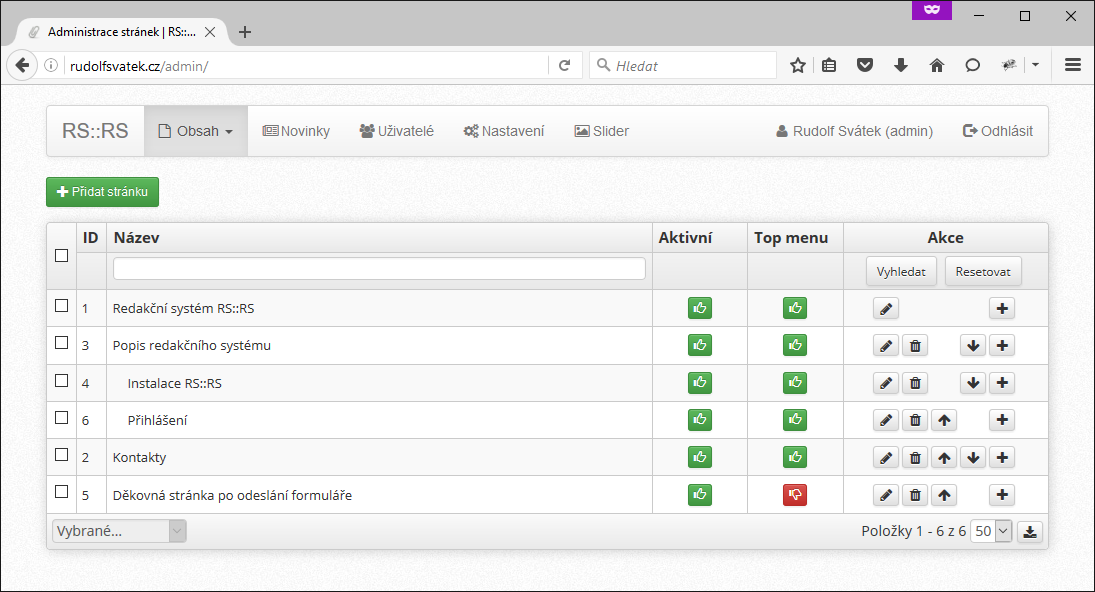 Administrace stránek | RS::...
rudolfsvatek.cz/admin/
Hledat
RS::RS Obsah Novinky Uživatelé Nastavení Slider Rudolf Svátek (admin) Odhlásit
Přidat stránku
ID Název Aktivní Top menu Akce
Vyhledat Resetovat
1 Redakční systém RS::RS
3 Popis redakčního systému
4 Instalace RS::RS
6 Přihlášení
2 Kontakty
5 Děkovná stránka po odeslání formuláře
Vybrané... Položky 1 - 6 z 6 50